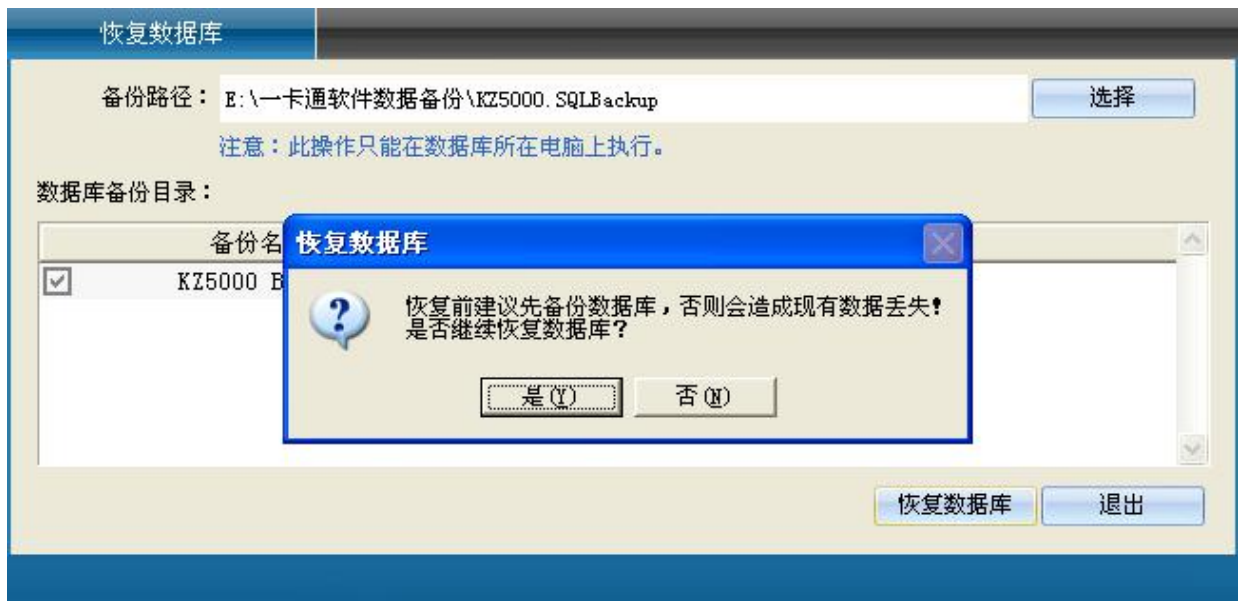 恢复数据库
备份路径：E:\一卡通软件数据备份\KZ5000.SQLBackup
选择
注意：此操作只能在数据库所在电脑上执行。
数据库备份目录：
备份名
KZ5000 B
恢复数据库
恢复前建议先备份数据库，否则会造成现有数据丢失!
是否继续恢复数据库？
是(Y)
否(N)
恢复数据库
退出